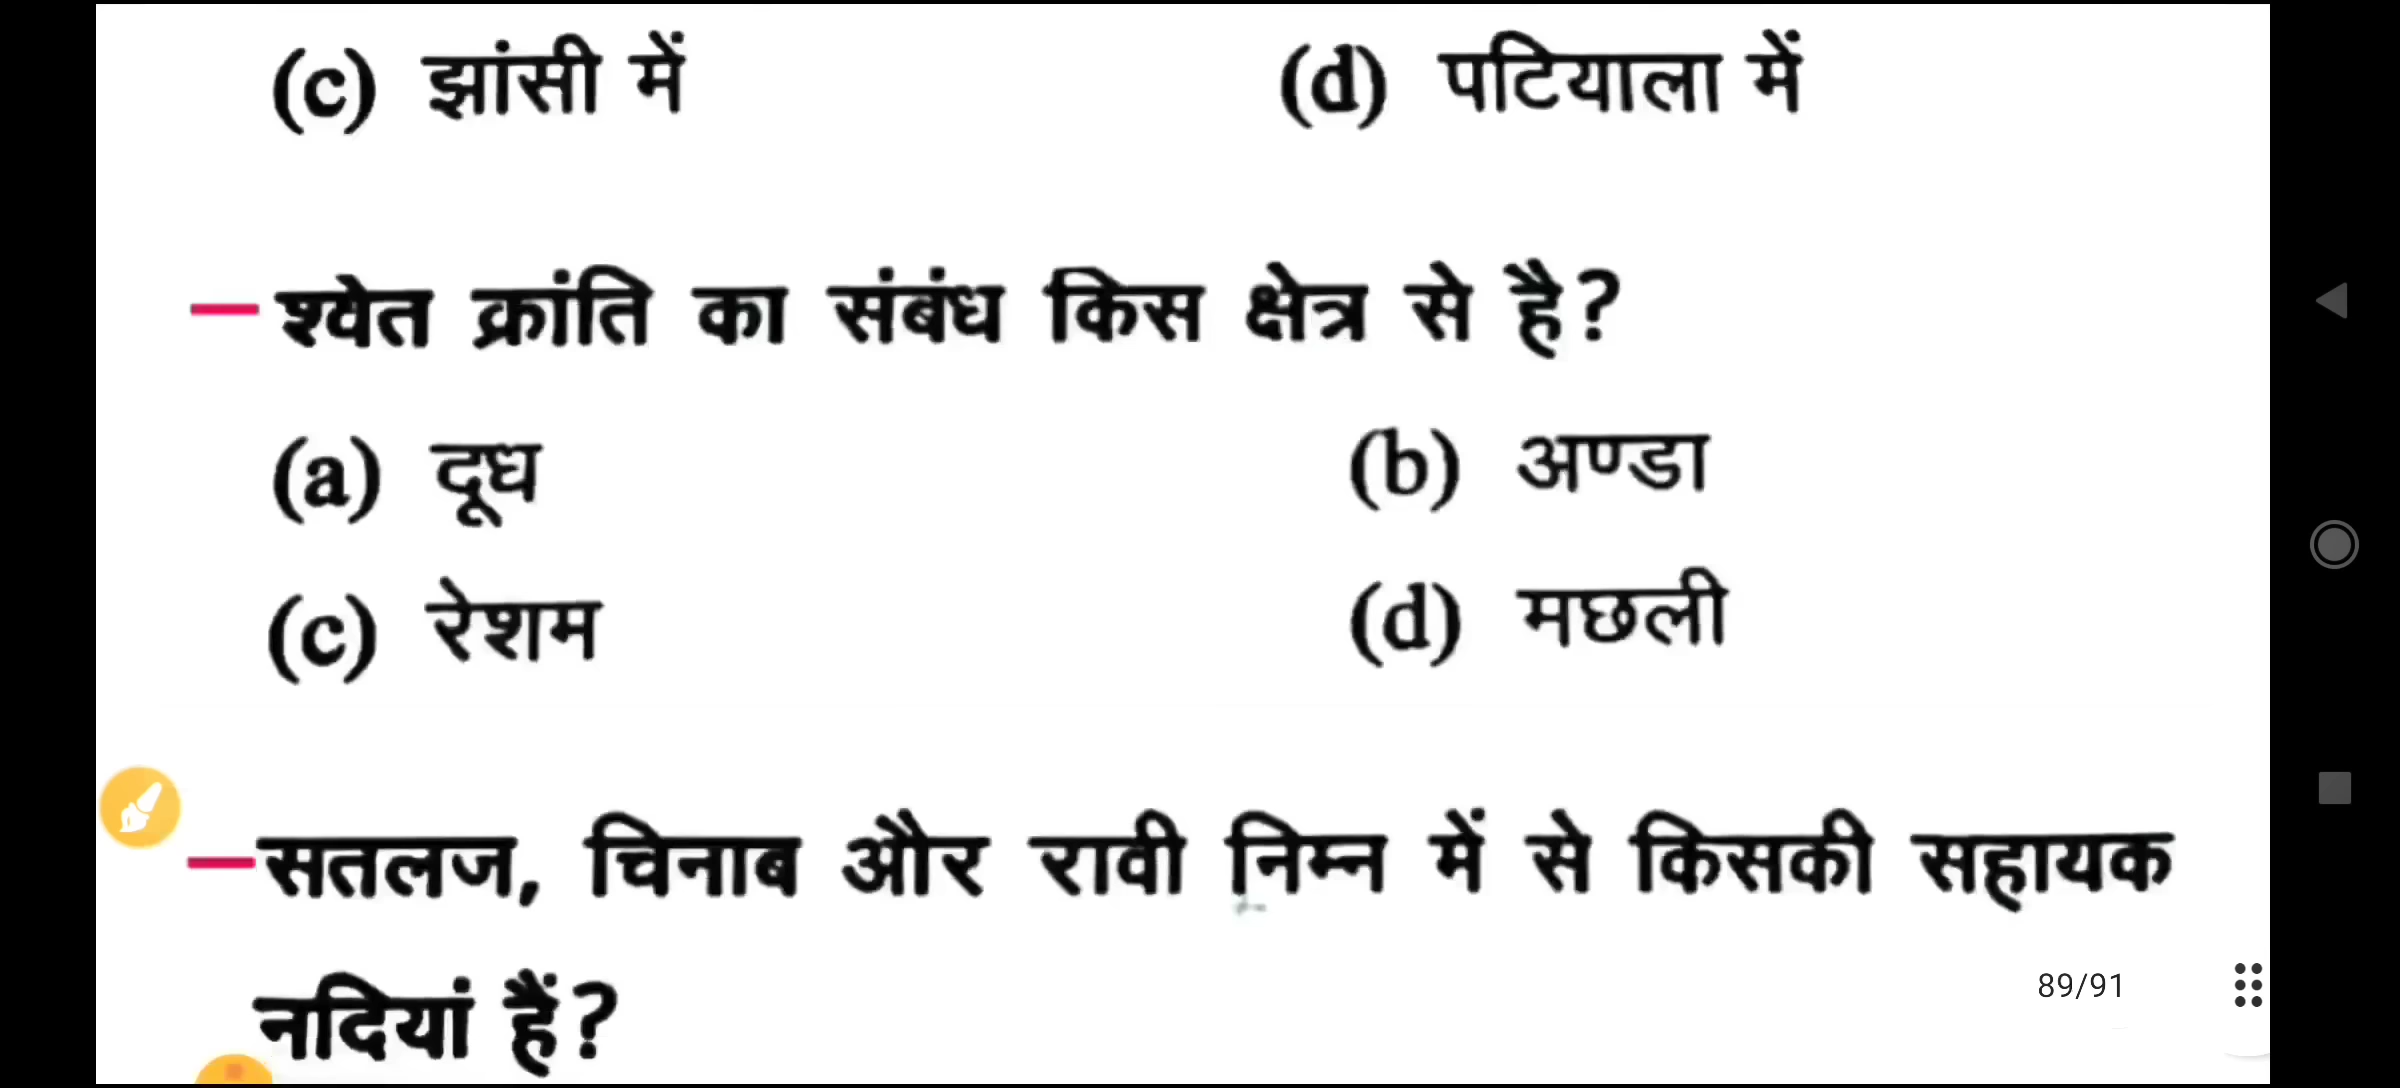 (c) झांसी में (d) पटियाला में
श्वेत क्रांति का संबंध किस क्षेत्र से है?
(a) दूध (b) अण्डा
(c) रेशम (d) मछली
सतलज, चिनाब और रावी निम्न में से किसकी सहायक
नदियां हैं?
89/91